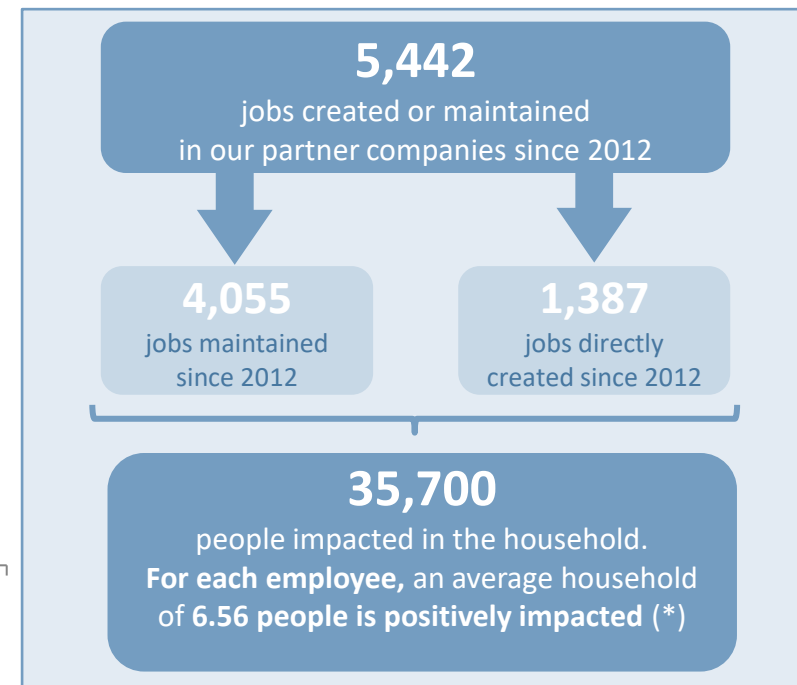 5,442
jobs created or maintained
in our partner companies since 2012
4,055
jobs maintained
since 2012
1,387
jobs directly
created since 2012
35,700
people impacted in the household.
For each employee, an average household
of 6.56 people is positively impacted (*)